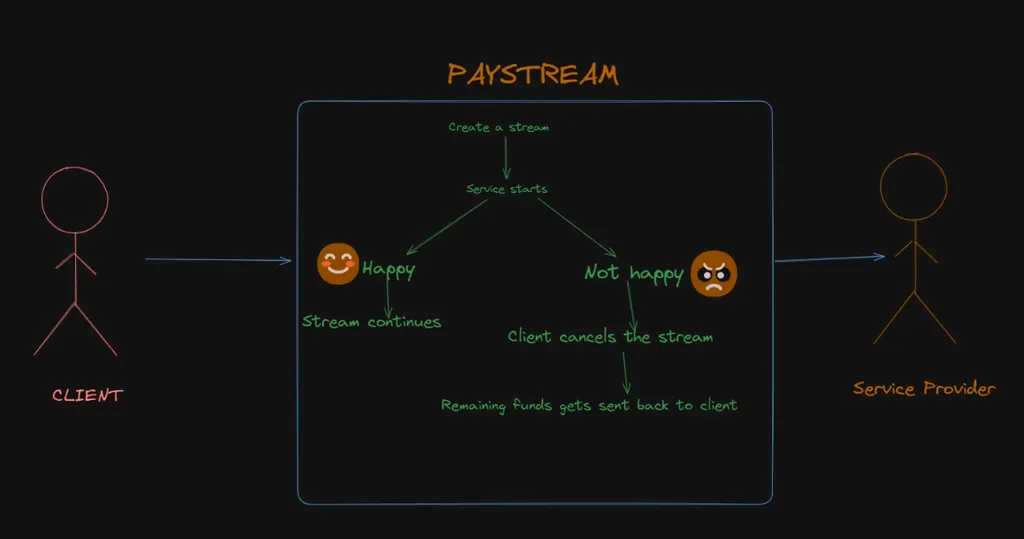 PAYSTREAM
Create a stream
Service starts
Happy
Not happy
Stream continues
Client cancels the stream
Remaining funds gets sent back to client
CLIENT
Service Provider